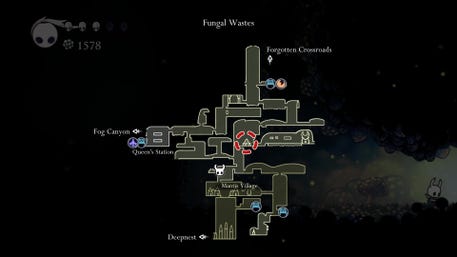 Fungal Wastes
1578
Forgotten Crossroads
Fog Canyon
Queen's Station
Mantis Village
Deepnest